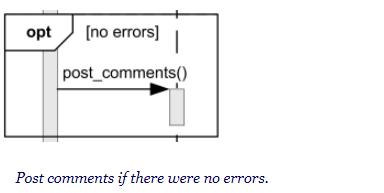 opt [no errors]
post_comments()
Post comments if there were no errors.